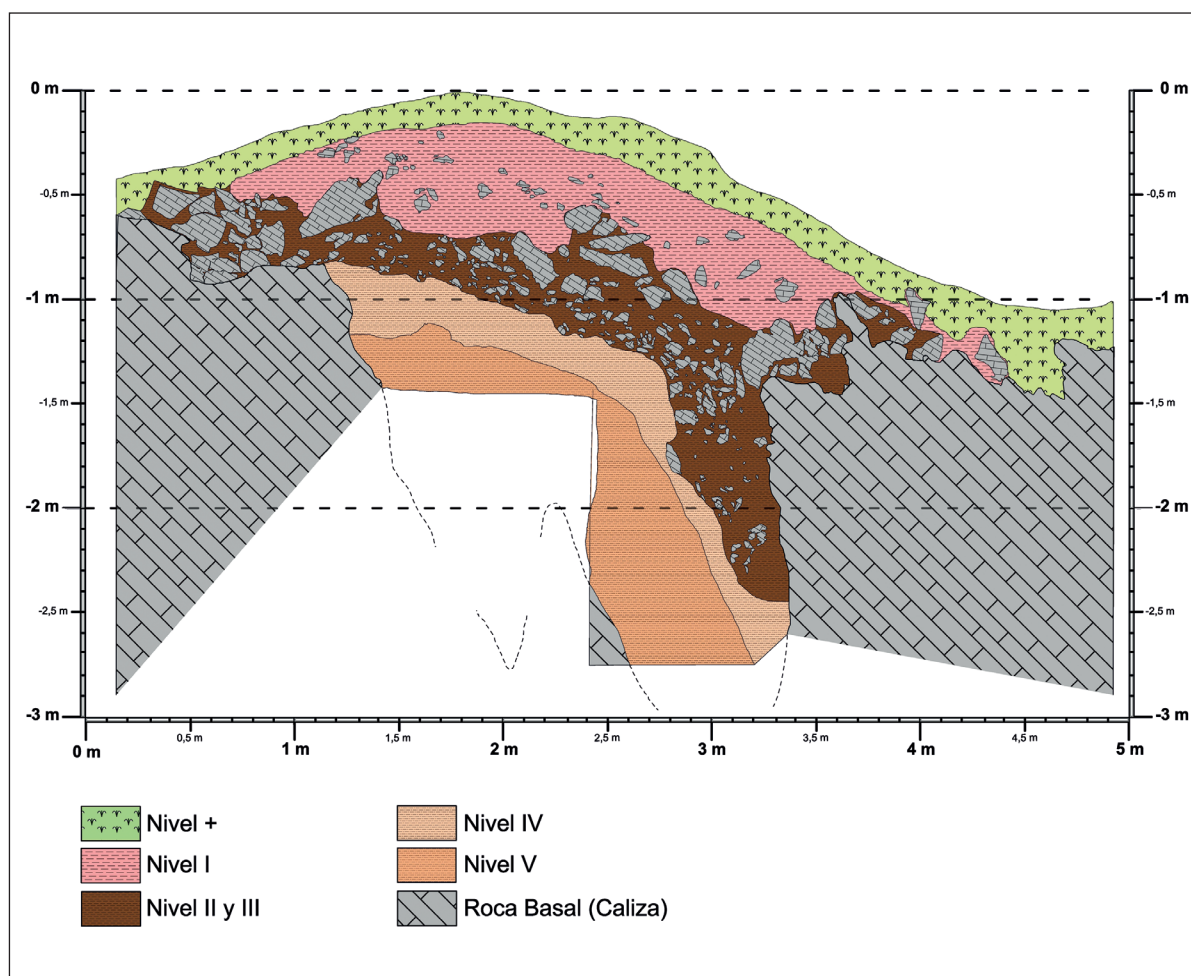 0 m
0 m
-0,5 m
-0,5 m
-1 m
-1 m
-1,5 m
-1,5 m
-2 m
-2 m
-2,5 m
-2,5 m
-3 m
-3 m
0 m
0,5 m
1 m
1,5 m
2 m
2,5 m
3 m
3,5 m
4 m
4,5 m
5 m
Nivel +
Nivel IV
Nivel I
Nivel V
Nivel II y III
Roca Basal (Caliza)